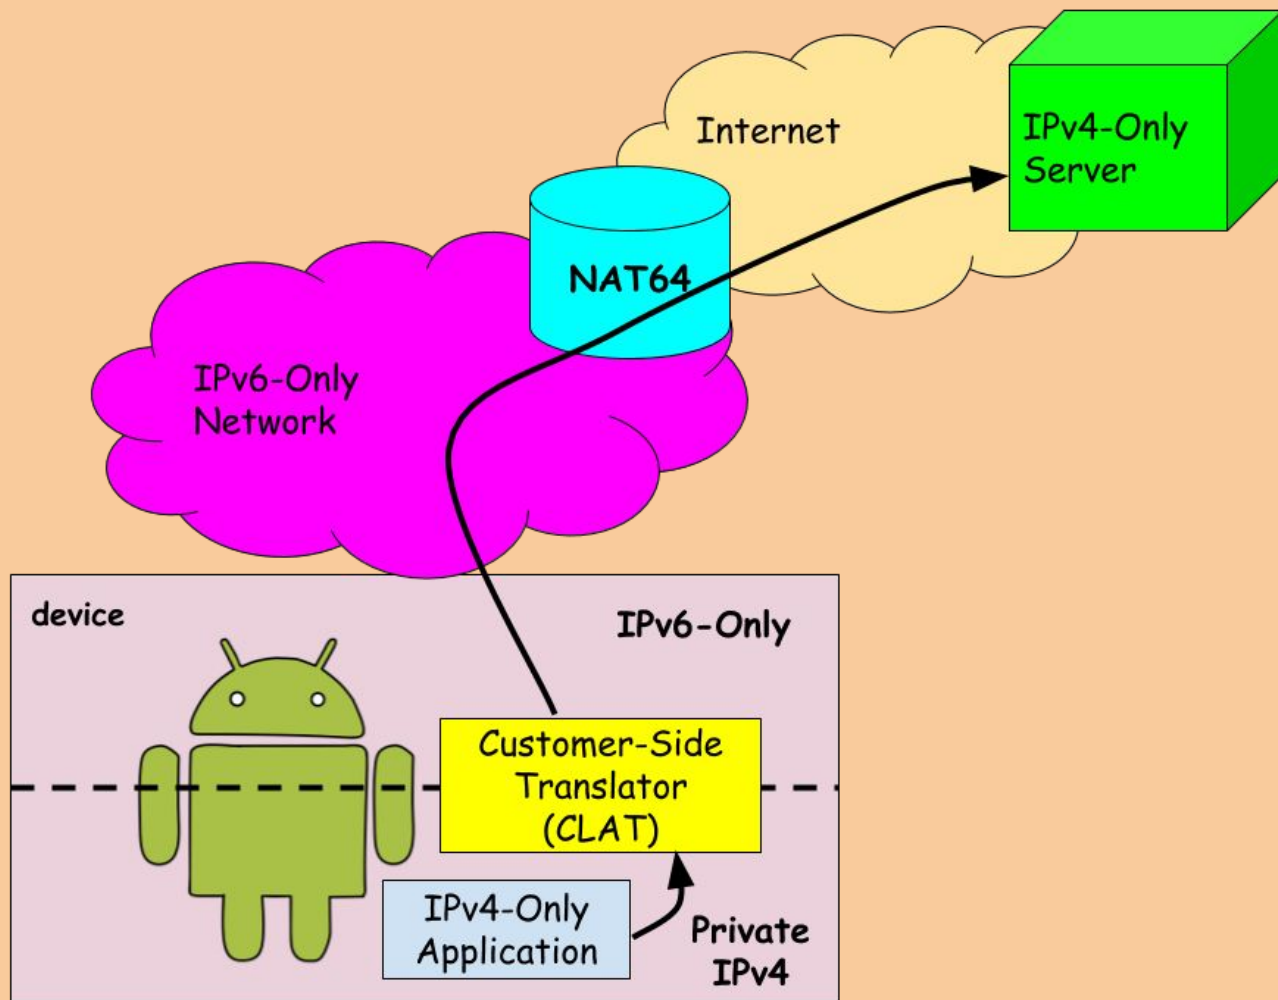 Internet
IPv4-Only
Server
NAT64
IPv6-Only
Network
device
IPv6-Only
Customer-Side
Translator
(CLAT)
IPv4-Only
Application
Private
IPv4